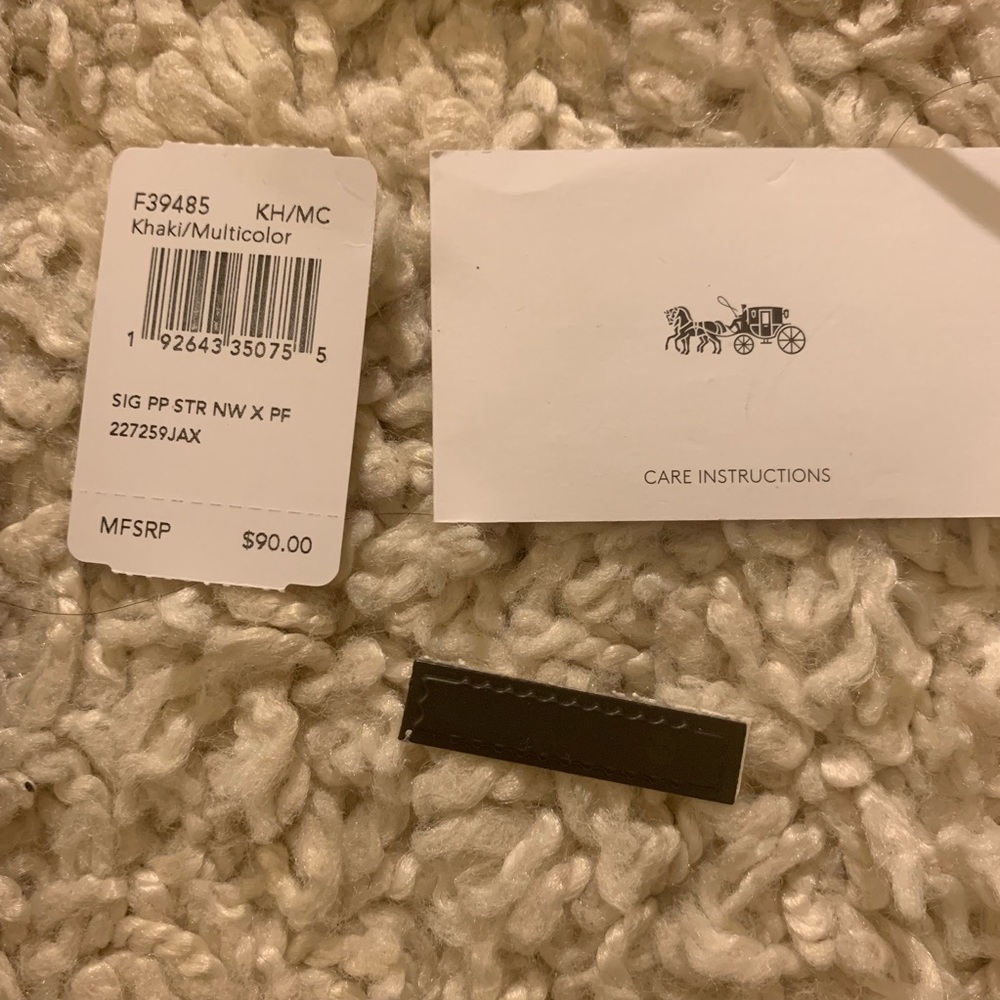 F39485 KH/MC
Khaki/Multicolor
1 92643 35075 5
SIG PP STR NW X PF
227259JAX
MFSRP $90.00
CARE INSTRUCTIONS